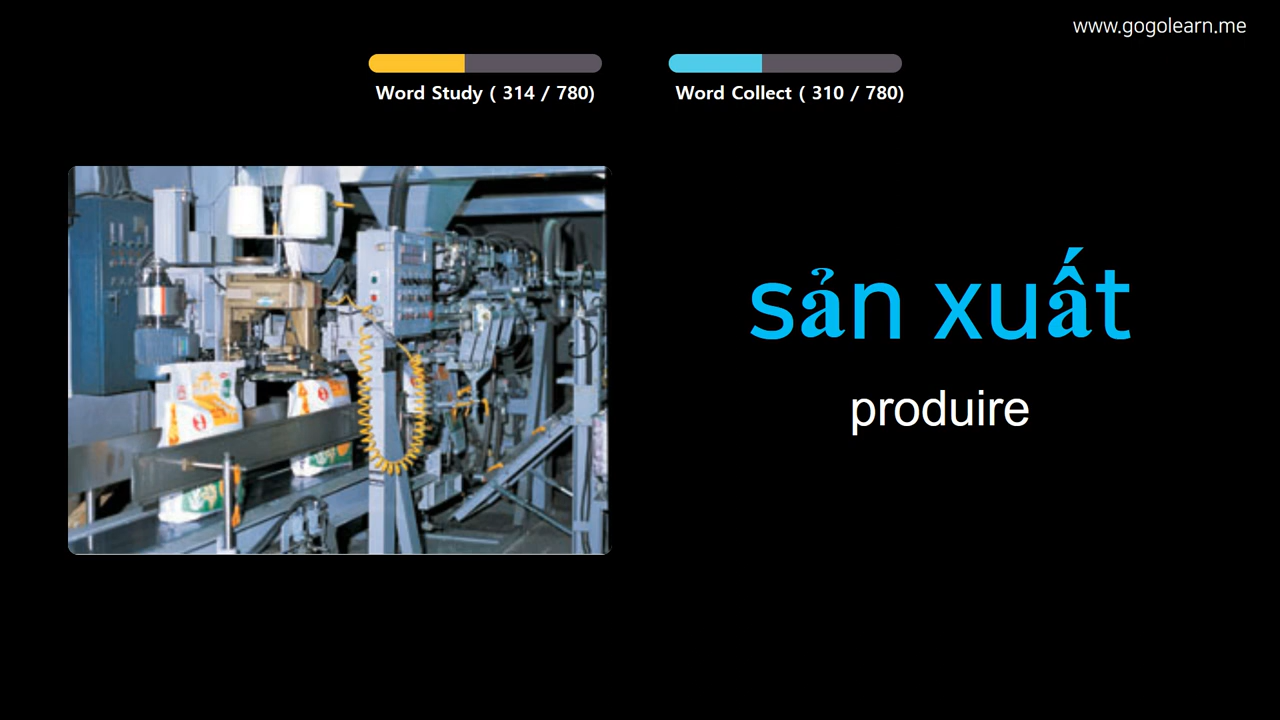 www.gogolearn.me
Word Study ( 314 / 780)
Word Collect ( 310 / 780)
sản xuất
produire